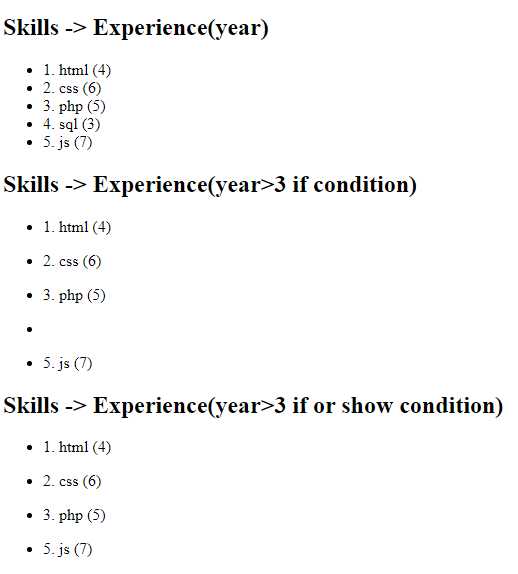 Skills -> Experience(year)
1. html (4)
2. css (6)
3. php (5)
4. sql (3)
5. js (7)
Skills -> Experience(year>3 if condition)
1. html (4)
2. css (6)
3. php (5)
5. js (7)
Skills -> Experience(year>3 if or show condition)
1. html (4)
2. css (6)
3. php (5)
5. js (7)